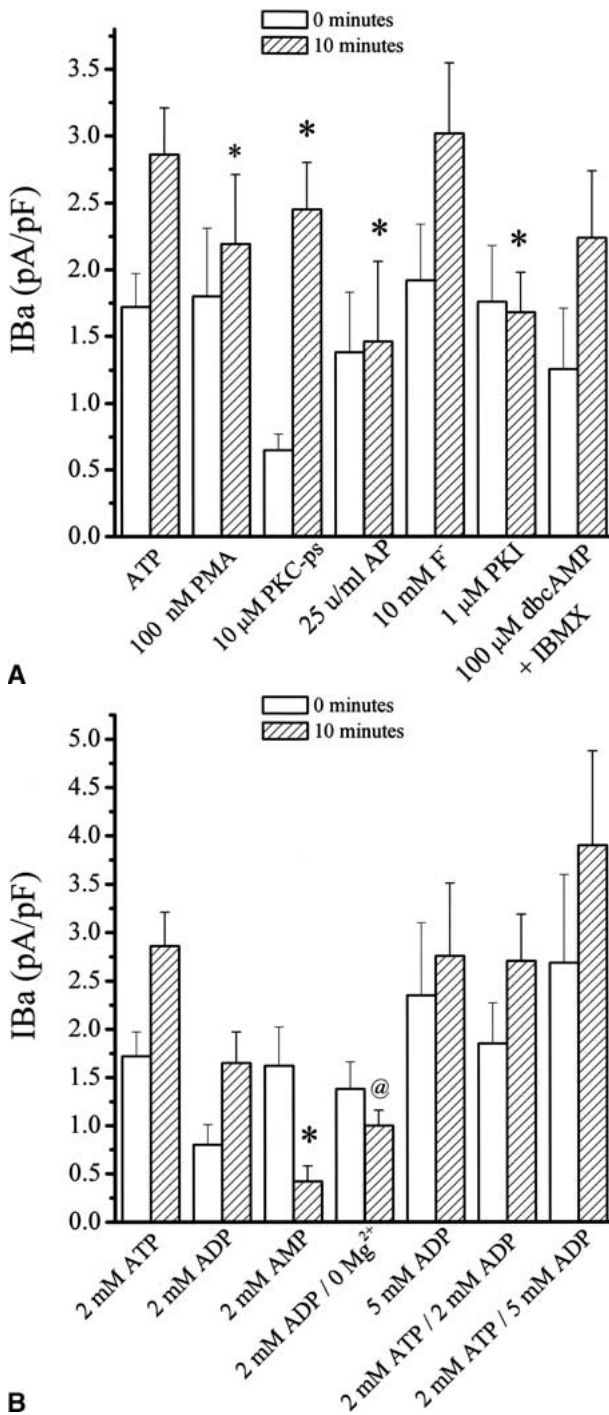 0 minutes
10 minutes
3.5
3.0
2.5
2.0
1.5
1.0
0.5
0.0
IBa (pA/pF)
*
*
*
*
ATP
100 nM PMA
10 µM PKC-ps
25 u/ml AP
10 mM F⁻
1 µM PKI
100 µM dbcAMP
+ IBMX
A
0 minutes
10 minutes
5.0
4.5
4.0
3.5
3.0
2.5
2.0
1.5
1.0
0.5
0.0
IBa (pA/pF)
*
@
2 mM ATP
2 mM ADP
2 mM AMP
2 mM ADP / 0 Mg²⁺
5 mM ADP
2 mM ATP / 2 mM ADP
2 mM ATP / 5 mM ADP
B